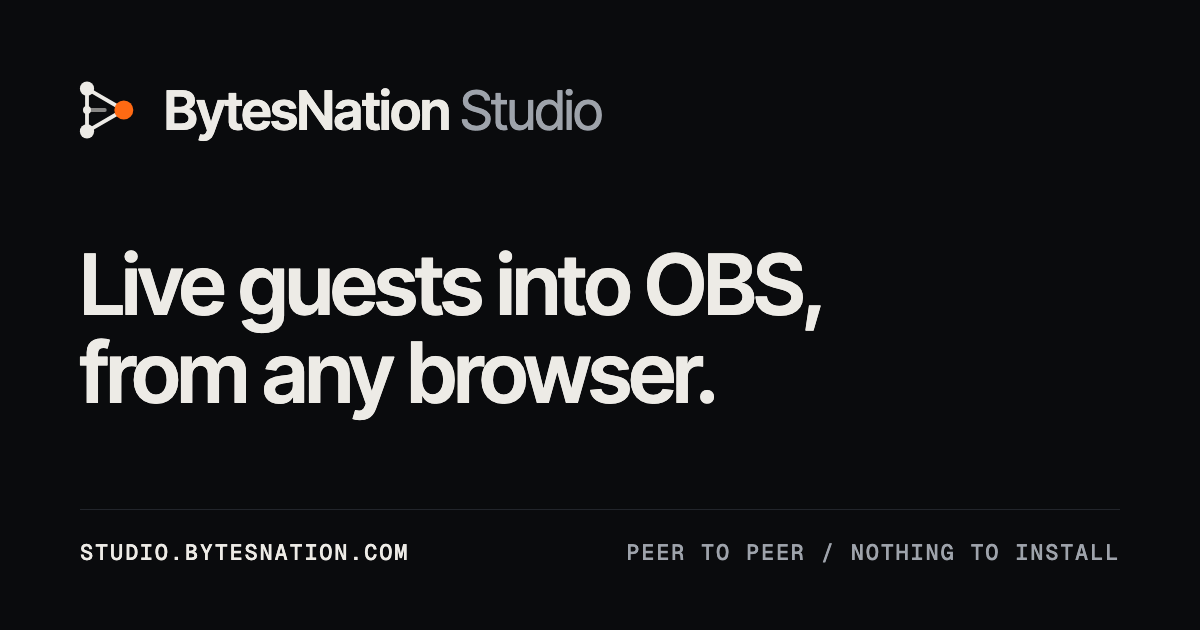 BytesNation Studio
Live guests into OBS,
from any browser.
STUDIO.BYTESNATION.COM
PEER TO PEER / NOTHING TO INSTALL